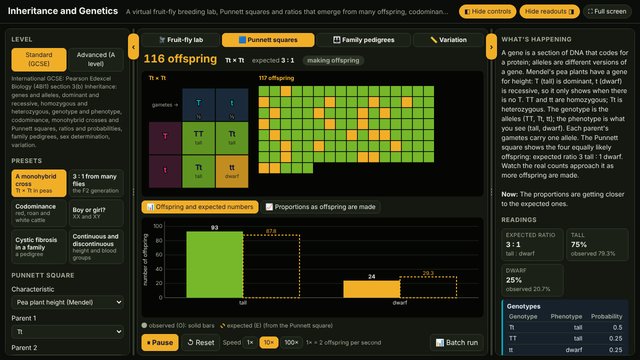 Inheritance and Genetics
A virtual fruit-fly breeding lab, Punnett squares and ratios that emerge from many offspring, codominan...
Hide controls
Hide readouts
Full screen
LEVEL
Standard (GCSE)
Advanced (A level)
International GCSE: Pearson Edexcel Biology (4BI1) section 3(b) Inheritance: genes and alleles, dominant and recessive, homozygous and heterozygous, genotype and phenotype, codominance, monohybrid crosses and Punnett squares, ratios and probabilities, family pedigrees, sex determination, variation.
PRESETS
A monohybrid cross
Tt × Tt in peas
3 : 1 from many flies
the F2 generation
Codominance
red, roan and white cattle
Boy or girl?
XX and XY
Cystic fibrosis in a family
a pedigree
Continuous and discontinuous
height and blood groups
PUNNETT SQUARE
Characteristic
Pea plant height (Mendel)
Parent 1
Tt
Parent 2
Fruit-fly lab
Punnett squares
Family pedigrees
Variation
116 offspring
Tt × Tt
expected 3 : 1
making offspring
Tt × Tt
117 offspring
gametes →
T
½
t
½
T
TT
tall
Tt
tall
t
Tt
tall
tt
dwarf
Offspring and expected numbers
Proportions as offspring are made
number of offspring
100
80
60
40
20
0
93
87.8
24
29.3
tall
dwarf
observed (O): solid bars
expected (E) (from the Punnett square)
Pause
Reset
Speed
1×
10×
100×
1× = 2 offspring per second
Batch run
WHAT'S HAPPENING
A gene is a section of DNA that codes for a protein; alleles are different versions of a gene. Mendel's pea plants have a gene for height: T (tall) is dominant, t (dwarf) is recessive, so it only shows when there is no T. TT and tt are homozygous; Tt is heterozygous. The genotype is the alleles (TT, Tt, tt); the phenotype is what you see (tall, dwarf). Each parent's gametes carry one allele. The Punnett square shows the four equally likely offspring: expected ratio 3 tall : 1 dwarf. Watch the real counts approach it as more offspring are made.
Now: The proportions are getting closer to the expected ones.
READINGS
EXPECTED RATIO
3 : 1
tall : dwarf
TALL
75%
observed 79.3%
DWARF
25%
observed 20.7%
Genotypes
Genotype Phenotype Probability
Tt tall 0.5
TT tall 0.25
tt dwarf 0.25